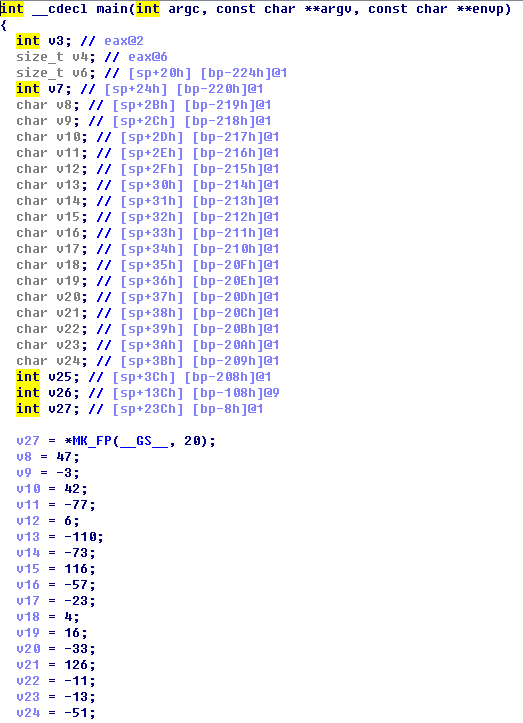 int __cdecl main(int argc, const char **argv, const char **envp)
{
int v3; // eax@2
size_t v4; // eax@6
size_t v6; // [sp+20h] [bp-224h]@1
int v7; // [sp+24h] [bp-220h]@1
char v8; // [sp+2Bh] [bp-219h]@1
char v9; // [sp+2Ch] [bp-218h]@1
char v10; // [sp+2Dh] [bp-217h]@1
char v11; // [sp+2Eh] [bp-216h]@1
char v12; // [sp+2Fh] [bp-215h]@1
char v13; // [sp+30h] [bp-214h]@1
char v14; // [sp+31h] [bp-213h]@1
char v15; // [sp+32h] [bp-212h]@1
char v16; // [sp+33h] [bp-211h]@1
char v17; // [sp+34h] [bp-210h]@1
char v18; // [sp+35h] [bp-20Fh]@1
char v19; // [sp+36h] [bp-20Eh]@1
char v20; // [sp+37h] [bp-20Dh]@1
char v21; // [sp+38h] [bp-20Ch]@1
char v22; // [sp+39h] [bp-20Bh]@1
char v23; // [sp+3Ah] [bp-20Ah]@1
char v24; // [sp+3Bh] [bp-209h]@1
int v25; // [sp+3Ch] [bp-208h]@1
int v26; // [sp+13Ch] [bp-108h]@9
int v27; // [sp+23Ch] [bp-8h]@1
v27 = *MK_FP(__GS__, 20);
v8 = 47;
v9 = -3;
v10 = 42;
v11 = -77;
v12 = 6;
v13 = -110;
v14 = -73;
v15 = 116;
v16 = -57;
v17 = -23;
v18 = 4;
v19 = 16;
v20 = -33;
v21 = 126;
v22 = -11;
v23 = -13;
v24 = -51;